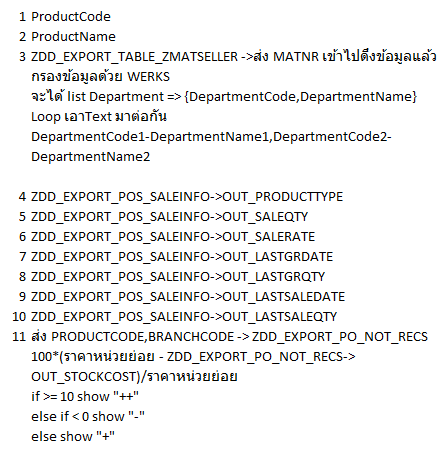 1 ProductCode
2 ProductName
3 ZDD_EXPORT_TABLE_ZMATSELLER ->ส่ง MATNR เข้าไปดึงข้อมูลแล้ว
กรองข้อมูลด้วย WERKS
จะได้ list Department => {DepartmentCode,DepartmentName}
Loop เอาText มาต่อกัน
DepartmentCode1-DepartmentName1,DepartmentCode2-
DepartmentName2
4 ZDD_EXPORT_POS_SALEINFO->OUT_PRODUCTTYPE
5 ZDD_EXPORT_POS_SALEINFO->OUT_SALEQTY
6 ZDD_EXPORT_POS_SALEINFO->OUT_SALERATE
7 ZDD_EXPORT_POS_SALEINFO->OUT_LASTGRDATE
8 ZDD_EXPORT_POS_SALEINFO->OUT_LASTGRQTY
9 ZDD_EXPORT_POS_SALEINFO->OUT_LASTSALEDATE
10 ZDD_EXPORT_POS_SALEINFO->OUT_LASTSALEQTY
11 ส่ง PRODUCTCODE,BRANCHCODE -> ZDD_EXPORT_PO_NOT_RECS
100*(ราคาหน่วยย่อย - ZDD_EXPORT_PO_NOT_RECS->
OUT_STOCKCOST)/ราคาหน่วยย่อย
if >= 10 show "++"
else if < 0 show "-"
else show "+"